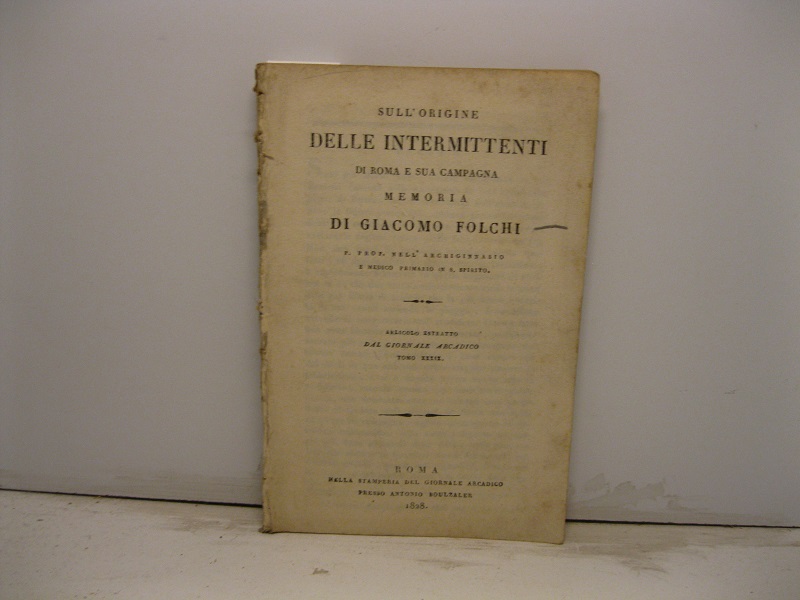 SULL'ORIGINE
DELLE INTERMITTENTI
DI ROMA E SUA CAMPAGNA
MEMORIA
DI GIACOMO FOLCHI
P. PROF. NELL' ARCHIGINNASIO
E MEDICO PRIMARIO IN S. SPIRITO.
ARTICOLO ESTRATTO
DAL GIORNALE ARCADICO
TOMO XXXIX.
ROMA
NELLA STAMPERIA DEL GIORNALE ARCADICO
PRESSO ANTONIO BOULZALER
1828.